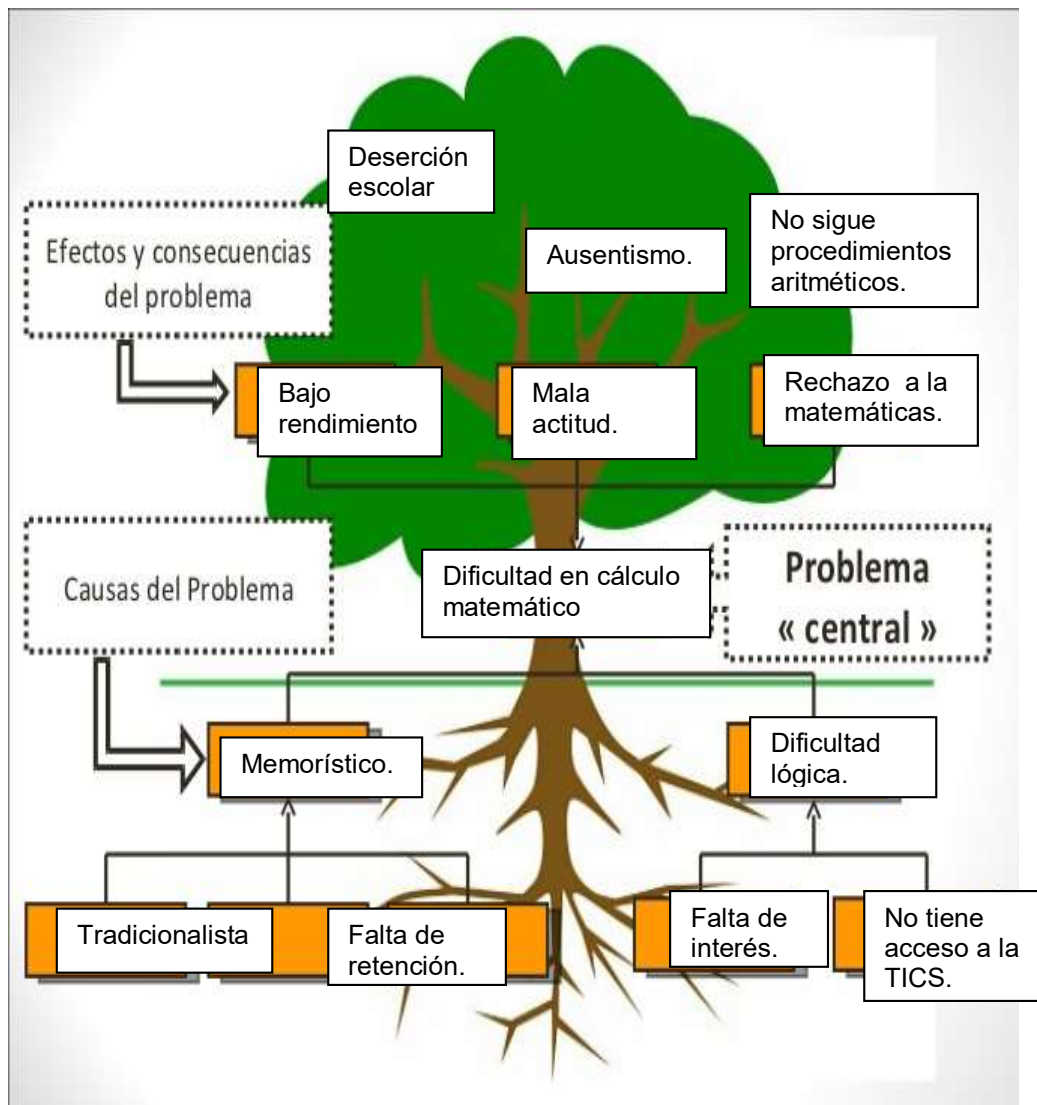 Deserción
escolar
Efectos y consecuencias
del problema
Ausentismo.
No sigue
procedimientos
aritméticos.
Bajo
rendimiento
Mala
actitud.
Rechazo a la
matemáticas.
Causas del Problema
Dificultad en cálculo
matemático
Problema
« central »
Memorístico.
Dificultad
lógica.
Tradicionalista
Falta de
retención.
Falta de
interés.
No tiene
acceso a la
TICS.